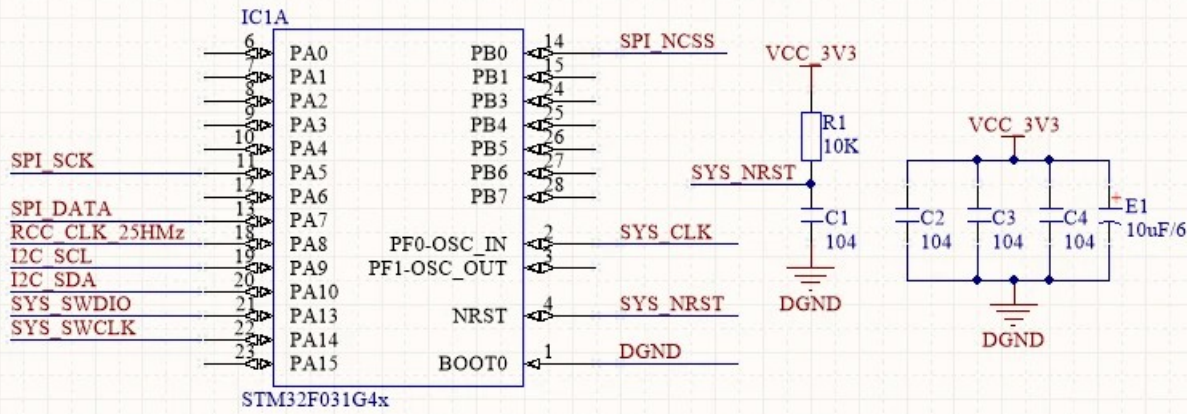 IC1A
6 PA0 PB0 14 SPI_NCSS
7 PA1 PB1 15
8 PA2 PB3 24
9 PA3 PB4 25
10 PA4 PB5 26
SPI_SCK 11 PA5 PB6 27
12 PA6 PB7 28
SPI_DATA 13 PA7
RCC_CLK_25HMz 18 PA8 PF0-OSC_IN 2 SYS_CLK
I2C_SCL 19 PA9 PF1-OSC_OUT 3
I2C_SDA 20 PA10
SYS_SWDIO 21 PA13 NRST 4 SYS_NRST
SYS_SWCLK 22 PA14
23 PA15 BOOT0 1 DGND
STM32F031G4x
VCC_3V3
R1
10K
SYS_NRST
C1
104
DGND
VCC_3V3
C2
104
C3
104
C4
104
+
E1
10uF/6
DGND